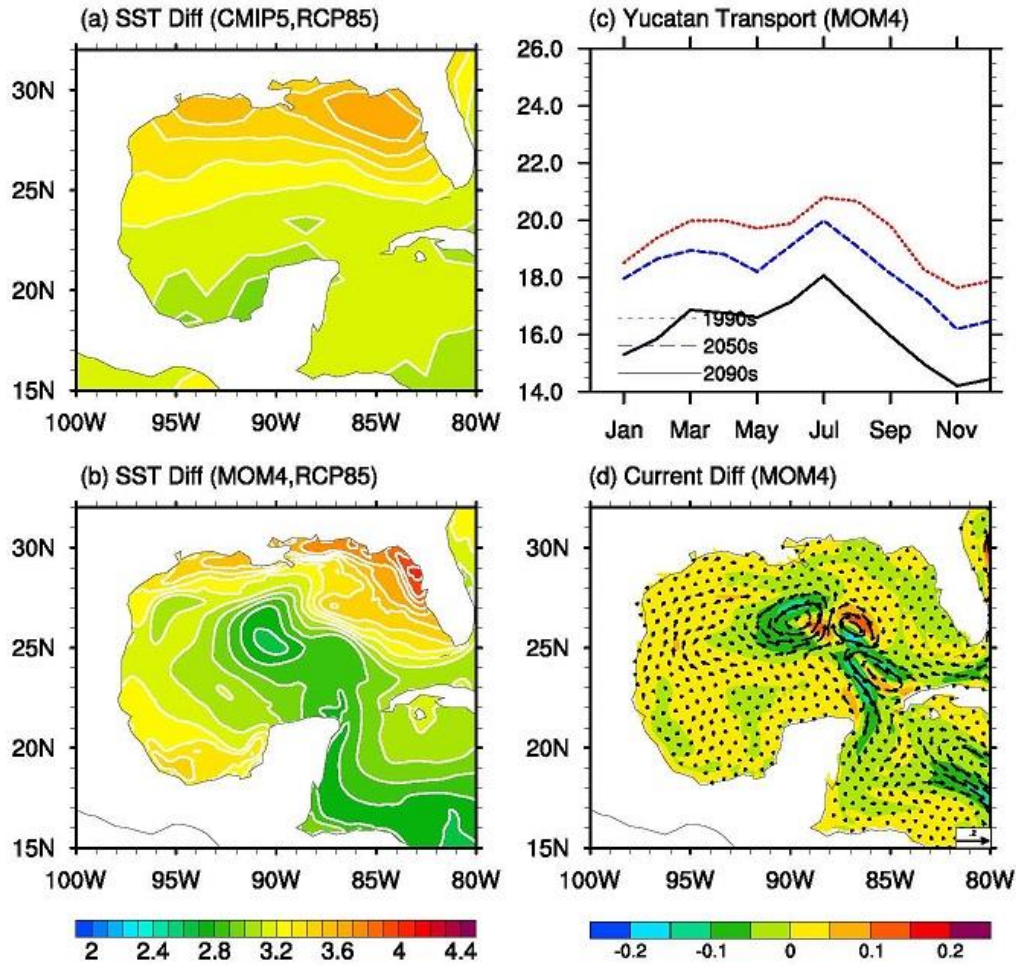 (a) SST Diff (CMIP5,RCP85)
30N
25N
20N
15N
100W 95W 90W 85W 80W
(c) Yucatan Transport (MOM4)
26.0
24.0
22.0
20.0
18.0
16.0
14.0
1990s
2050s
2090s
Jan Mar May Jul Sep Nov
(b) SST Diff (MOM4,RCP85)
30N
25N
20N
15N
100W 95W 90W 85W 80W
2 2.4 2.8 3.2 3.6 4 4.4
(d) Current Diff (MOM4)
30N
25N
20N
15N
.2
100W 95W 90W 85W 80W
-0.2 -0.1 0 0.1 0.2